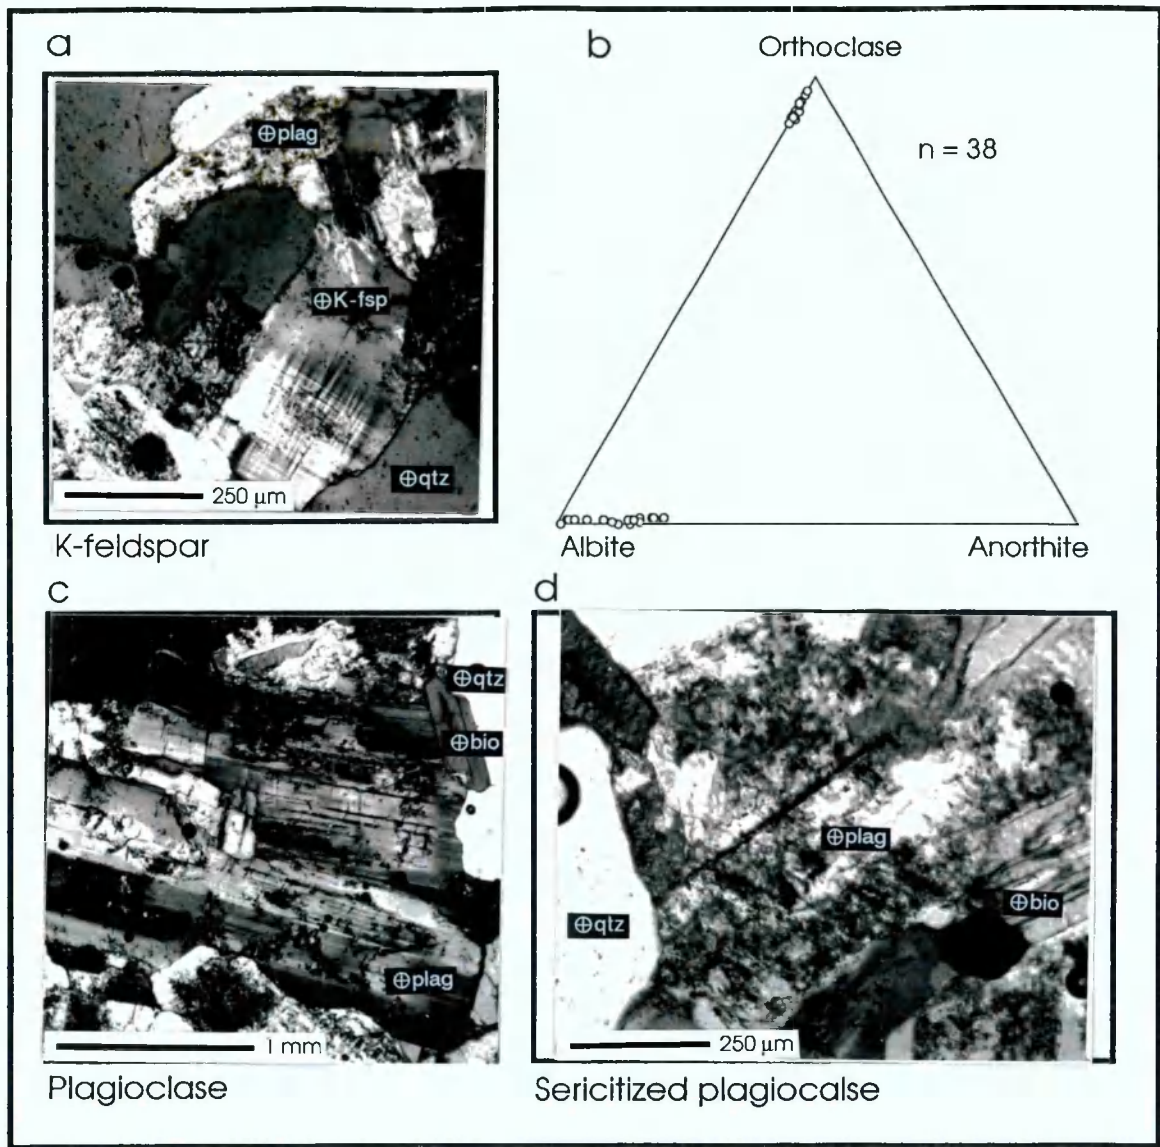 a
⊕plag
⊕K-fsp
⊕qtz
250 µm
K-feldspar
b
Orthoclase
n = 38
Albite
Anorthite
c
⊕qtz
⊕bio
⊕plag
1 mm
Plagioclase
d
⊕plag
⊕bio
⊕qtz
250 µm
Sericitized plagiocalse